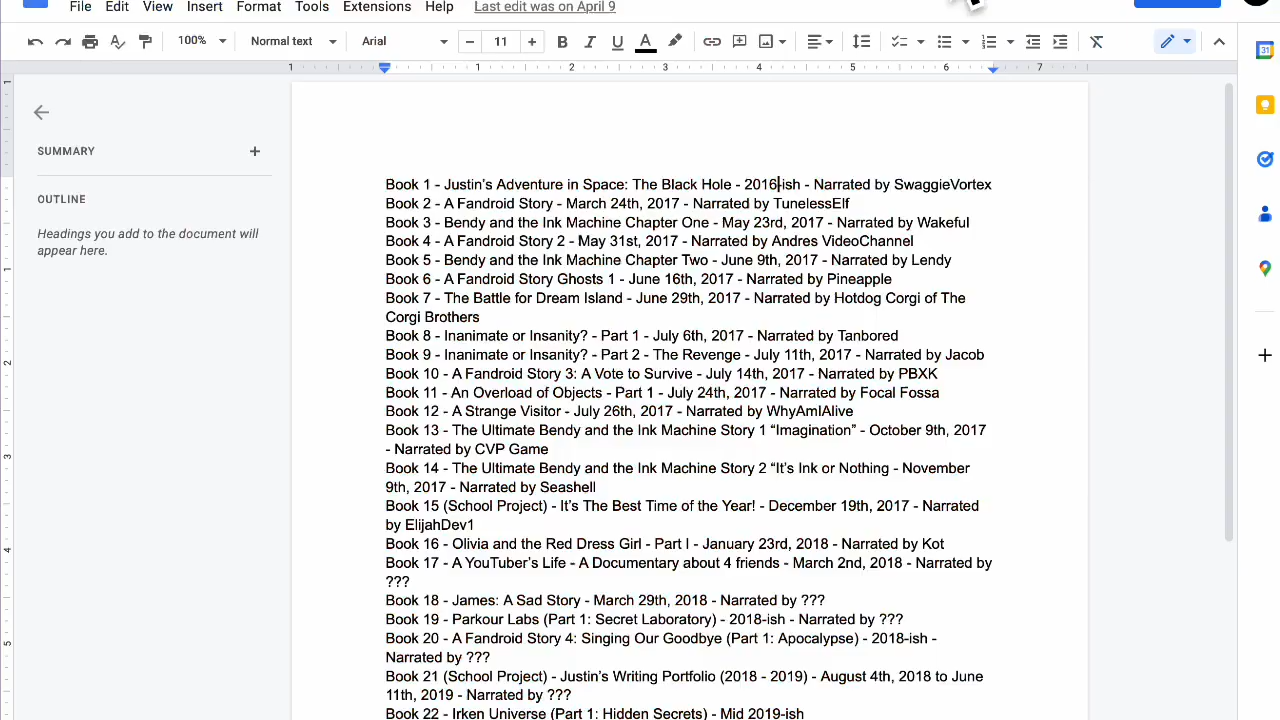 File Edit View Insert Format Tools Extensions Help Last edit was on April 9
100% Normal text Arial − 11 + B I U A
1 1 2 3 4 5 6 7
SUMMARY +
OUTLINE
Headings you add to the document will
appear here.
Book 1 - Justin’s Adventure in Space: The Black Hole - 2016-ish - Narrated by SwaggieVortex
Book 2 - A Fandroid Story - March 24th, 2017 - Narrated by TunelessElf
Book 3 - Bendy and the Ink Machine Chapter One - May 23rd, 2017 - Narrated by Wakeful
Book 4 - A Fandroid Story 2 - May 31st, 2017 - Narrated by Andres VideoChannel
Book 5 - Bendy and the Ink Machine Chapter Two - June 9th, 2017 - Narrated by Lendy
Book 6 - A Fandroid Story Ghosts 1 - June 16th, 2017 - Narrated by Pineapple
Book 7 - The Battle for Dream Island - June 29th, 2017 - Narrated by Hotdog Corgi of The
Corgi Brothers
Book 8 - Inanimate or Insanity? - Part 1 - July 6th, 2017 - Narrated by Tanbored
Book 9 - Inanimate or Insanity? - Part 2 - The Revenge - July 11th, 2017 - Narrated by Jacob
Book 10 - A Fandroid Story 3: A Vote to Survive - July 14th, 2017 - Narrated by PBXK
Book 11 - An Overload of Objects - Part 1 - July 24th, 2017 - Narrated by Focal Fossa
Book 12 - A Strange Visitor - July 26th, 2017 - Narrated by WhyAmIAlive
Book 13 - The Ultimate Bendy and the Ink Machine Story 1 “Imagination” - October 9th, 2017
- Narrated by CVP Game
Book 14 - The Ultimate Bendy and the Ink Machine Story 2 “It’s Ink or Nothing - November
9th, 2017 - Narrated by Seashell
Book 15 (School Project) - It’s The Best Time of the Year! - December 19th, 2017 - Narrated
by ElijahDev1
Book 16 - Olivia and the Red Dress Girl - Part I - January 23rd, 2018 - Narrated by Kot
Book 17 - A YouTuber’s Life - A Documentary about 4 friends - March 2nd, 2018 - Narrated by
???
Book 18 - James: A Sad Story - March 29th, 2018 - Narrated by ???
Book 19 - Parkour Labs (Part 1: Secret Laboratory) - 2018-ish - Narrated by ???
Book 20 - A Fandroid Story 4: Singing Our Goodbye (Part 1: Apocalypse) - 2018-ish -
Narrated by ???
Book 21 (School Project) - Justin’s Writing Portfolio (2018 - 2019) - August 4th, 2018 to June
11th, 2019 - Narrated by ???
Book 22 - Irken Universe (Part 1: Hidden Secrets) - Mid 2019-ish